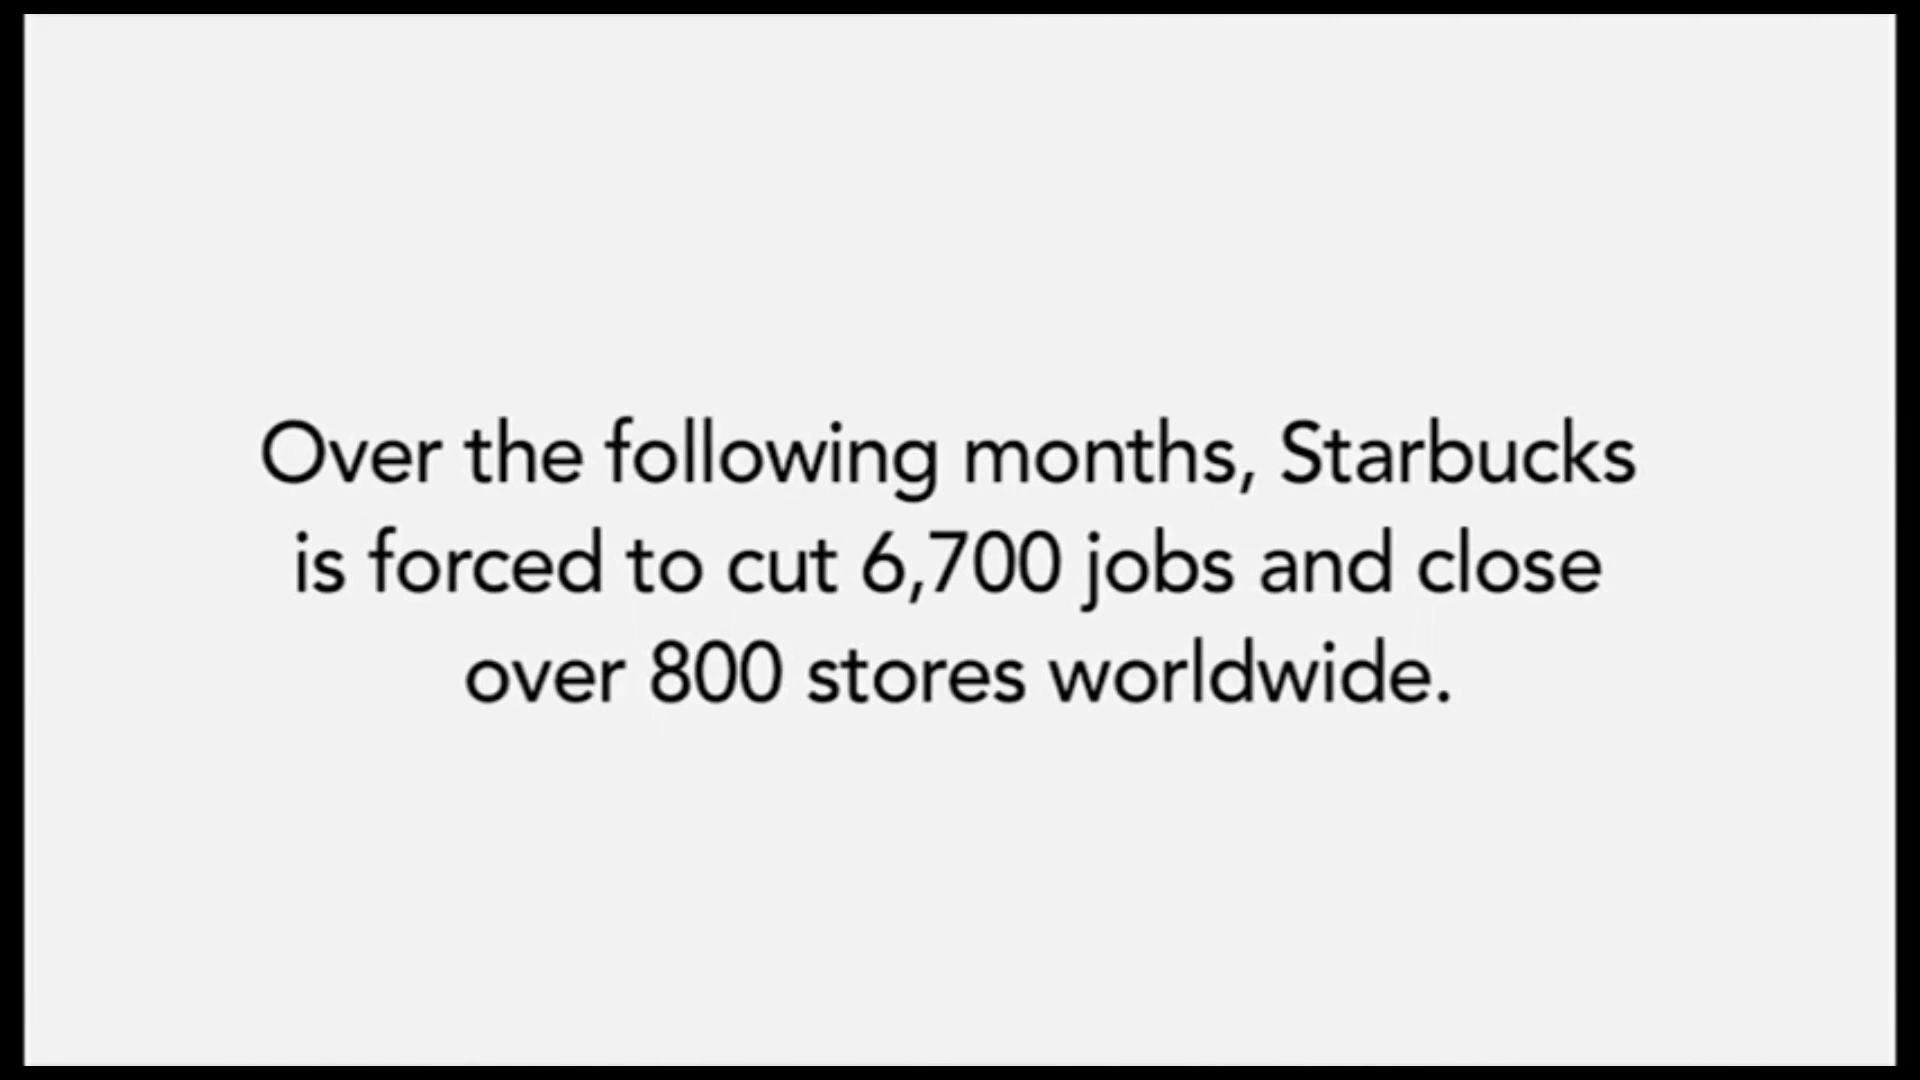 Over the following months, Starbucks
is forced to cut 6,700 jobs and close
over 800 stores worldwide.